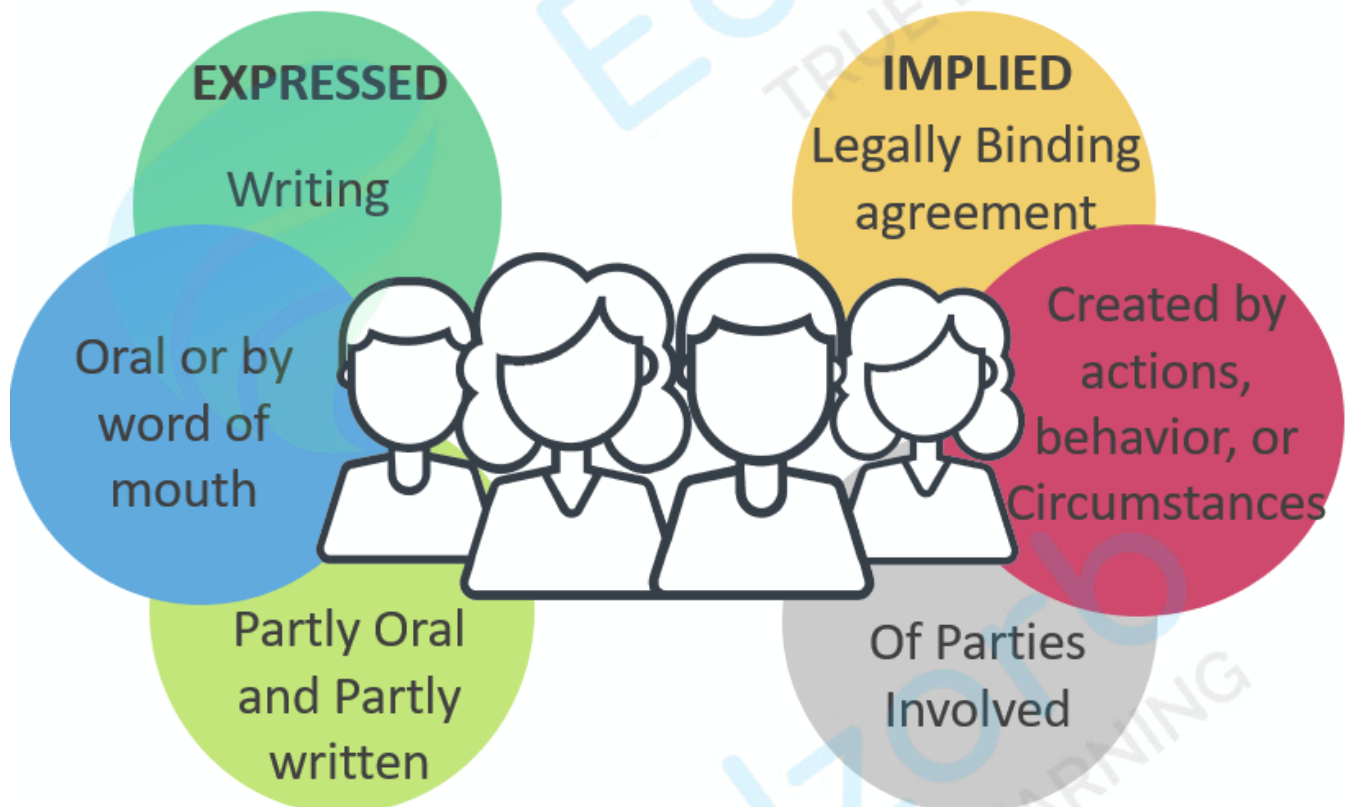 EXPRESSED
Writing
Oral or by
word of
mouth
Partly Oral
and Partly
written
IMPLIED
Legally Binding
agreement
Created by
actions,
behavior, or
Circumstances
Of Parties
Involved